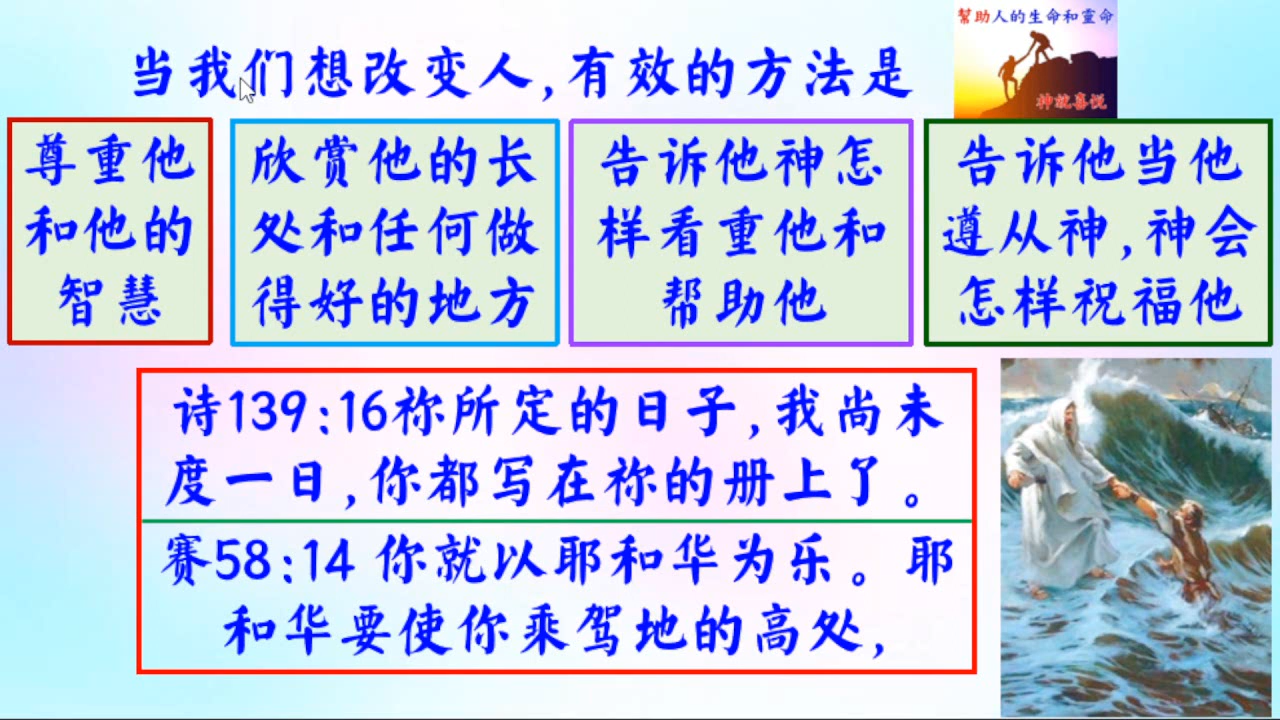 幫助人的生命和靈命
神就喜悦
当我们想改变人,有效的方法是
尊重他
和他的
智慧
欣赏他的长
处和任何做
得好的地方
告诉他神怎
样看重他和
帮助他
告诉他当他
遵从神,神会
怎样祝福他
诗139:16祢所定的日子,我尚未
度一日,你都写在祢的册上了。
赛58:14 你就以耶和华为乐。耶
和华要使你乘驾地的高处,